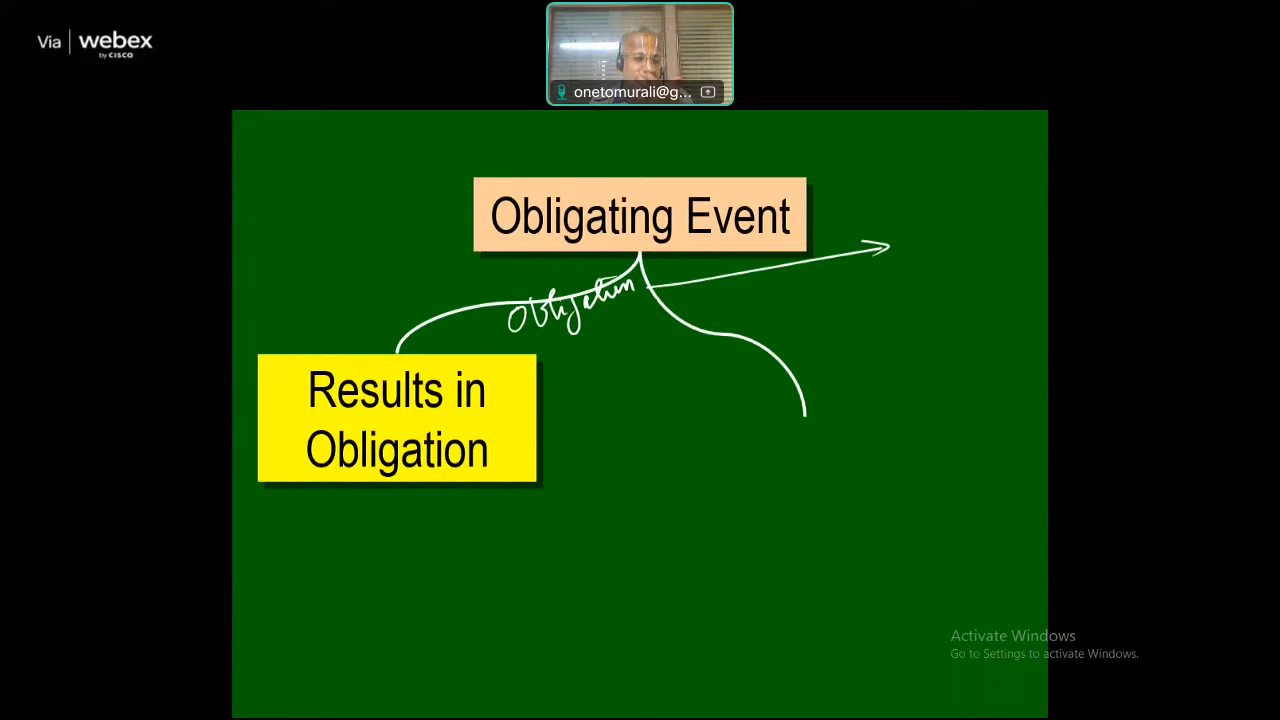 Via | webex
by CISCO
onetomurali@g...
Obligating Event
Obligation
Results in
Obligation
Activate Windows
Go to Settings to activate Windows.